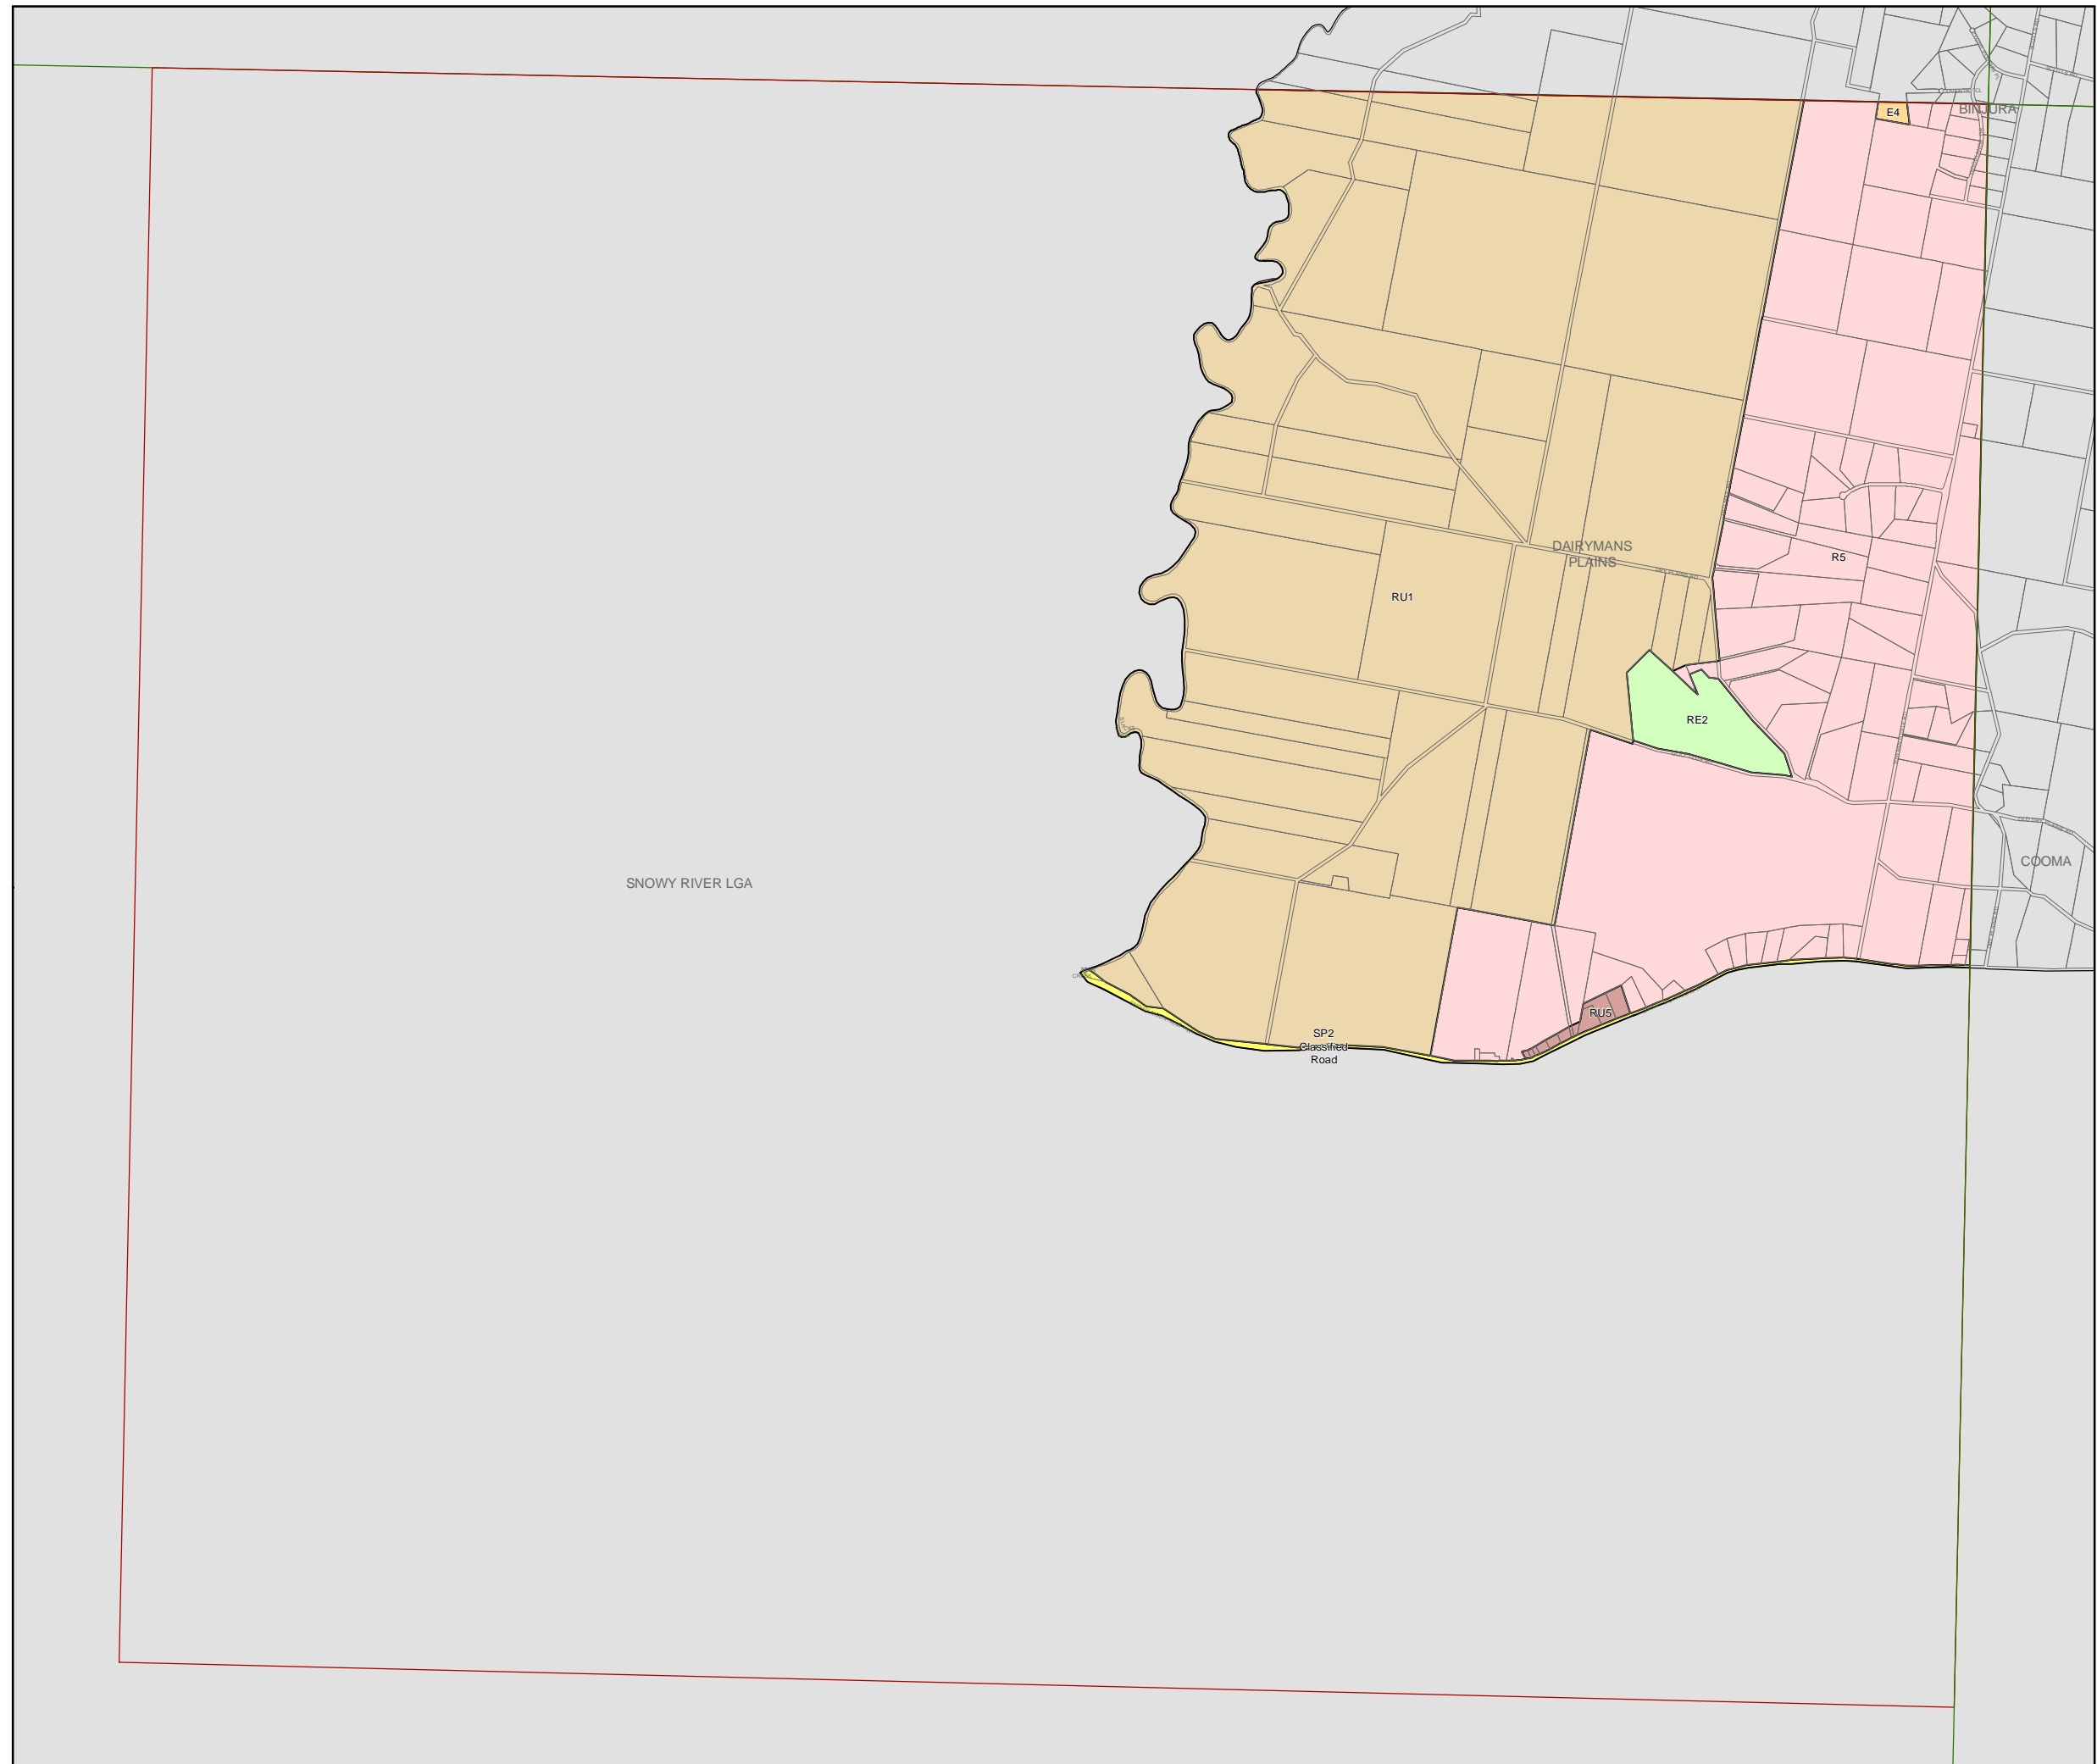 E4
BINJURA
DAIRYMANS
PLAINS
R5
RU1
RE2
COOMA
SNOWY RIVER LGA
RU5
SP2
Classified
Road